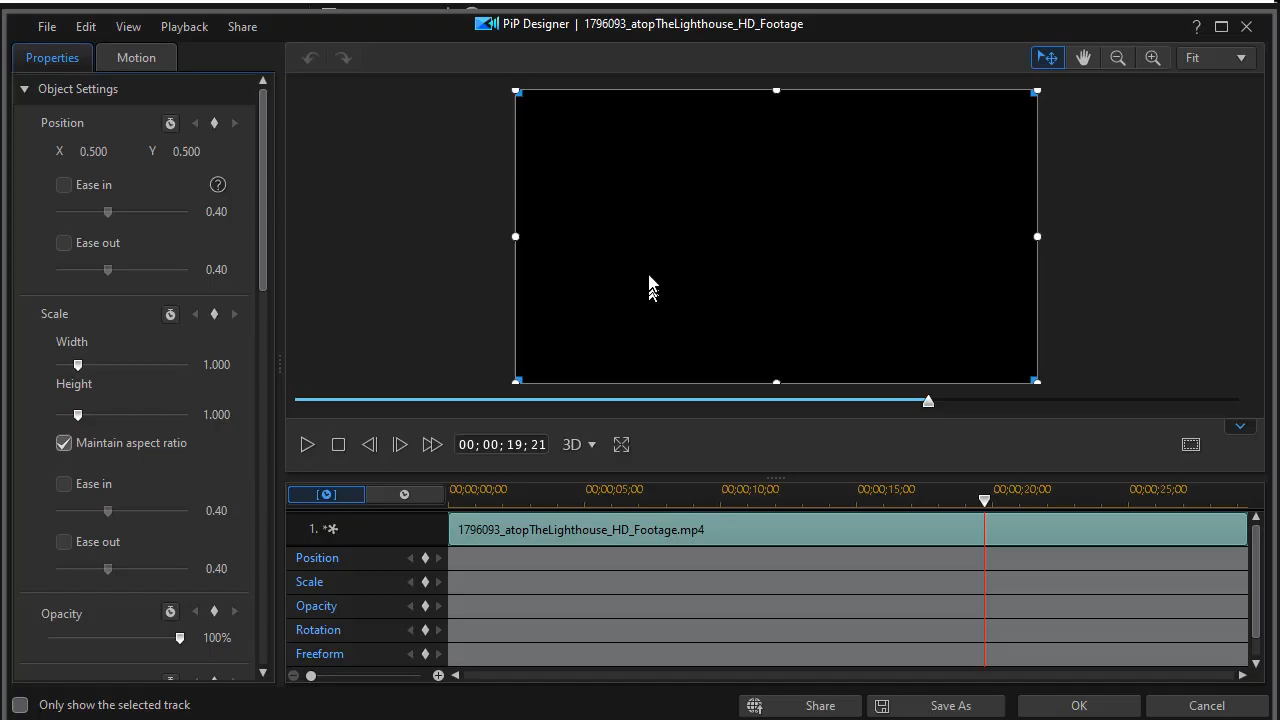 PiP Designer | 1796093_atopTheLighthouse_HD_Footage
File Edit View Playback Share
Properties Motion
Fit
Object Settings
Position
X 0.500 Y 0.500
Ease in
0.40
Ease out
0.40
Scale
Width
1.000
Height
1.000
Maintain aspect ratio
Ease in
0.40
Ease out
0.40
Opacity
100%
00;00;19;21 3D
00;00;00;00 00;00;05;00 00;00;10;00 00;00;15;00 00;00;20;00 00;00;25;00
1. 1796093_atopTheLighthouse_HD_Footage.mp4
Position
Scale
Opacity
Rotation
Freeform
Only show the selected track
Share Save As OK Cancel